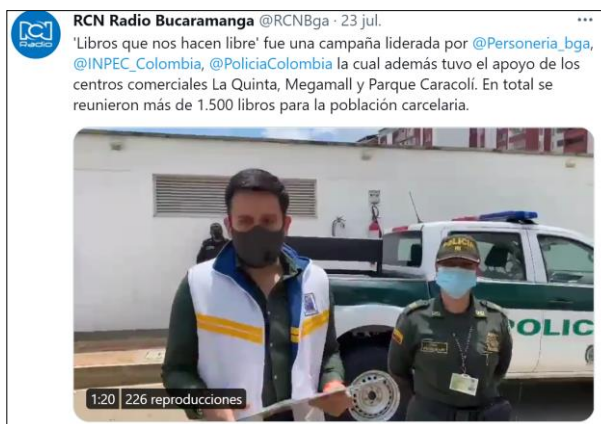 RCN Radio Bucaramanga @RCNBga · 23 jul.
'Libros que nos hacen libre' fue una campaña liderada por @Personeria_bga,
@INPEC_Colombia, @PoliciaColombia la cual además tuvo el apoyo de los
centros comerciales La Quinta, Megamall y Parque Caracolí. En total se
reunieron más de 1.500 libros para la población carcelaria.
RCN
Radio
POLICIA
POLIC
1:20 226 reproducciones